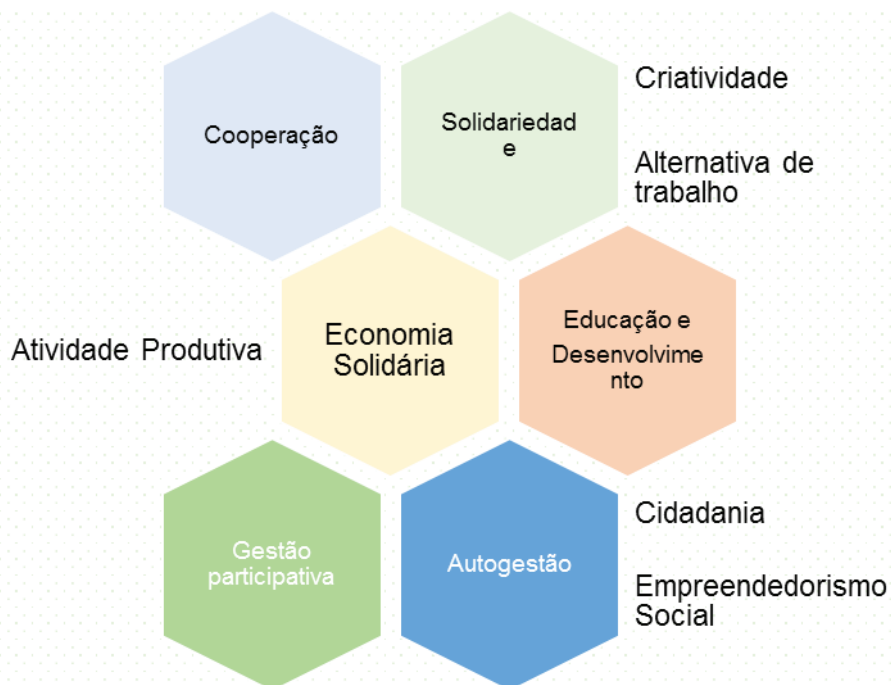 Cooperação
Solidariedad
e
Criatividade
Alternativa de
trabalho
Atividade Produtiva
Economia
Solidária
Educação e
Desenvolvime
nto
Gestão
participativa
Autogestão
Cidadania
Empreendedorismo
Social